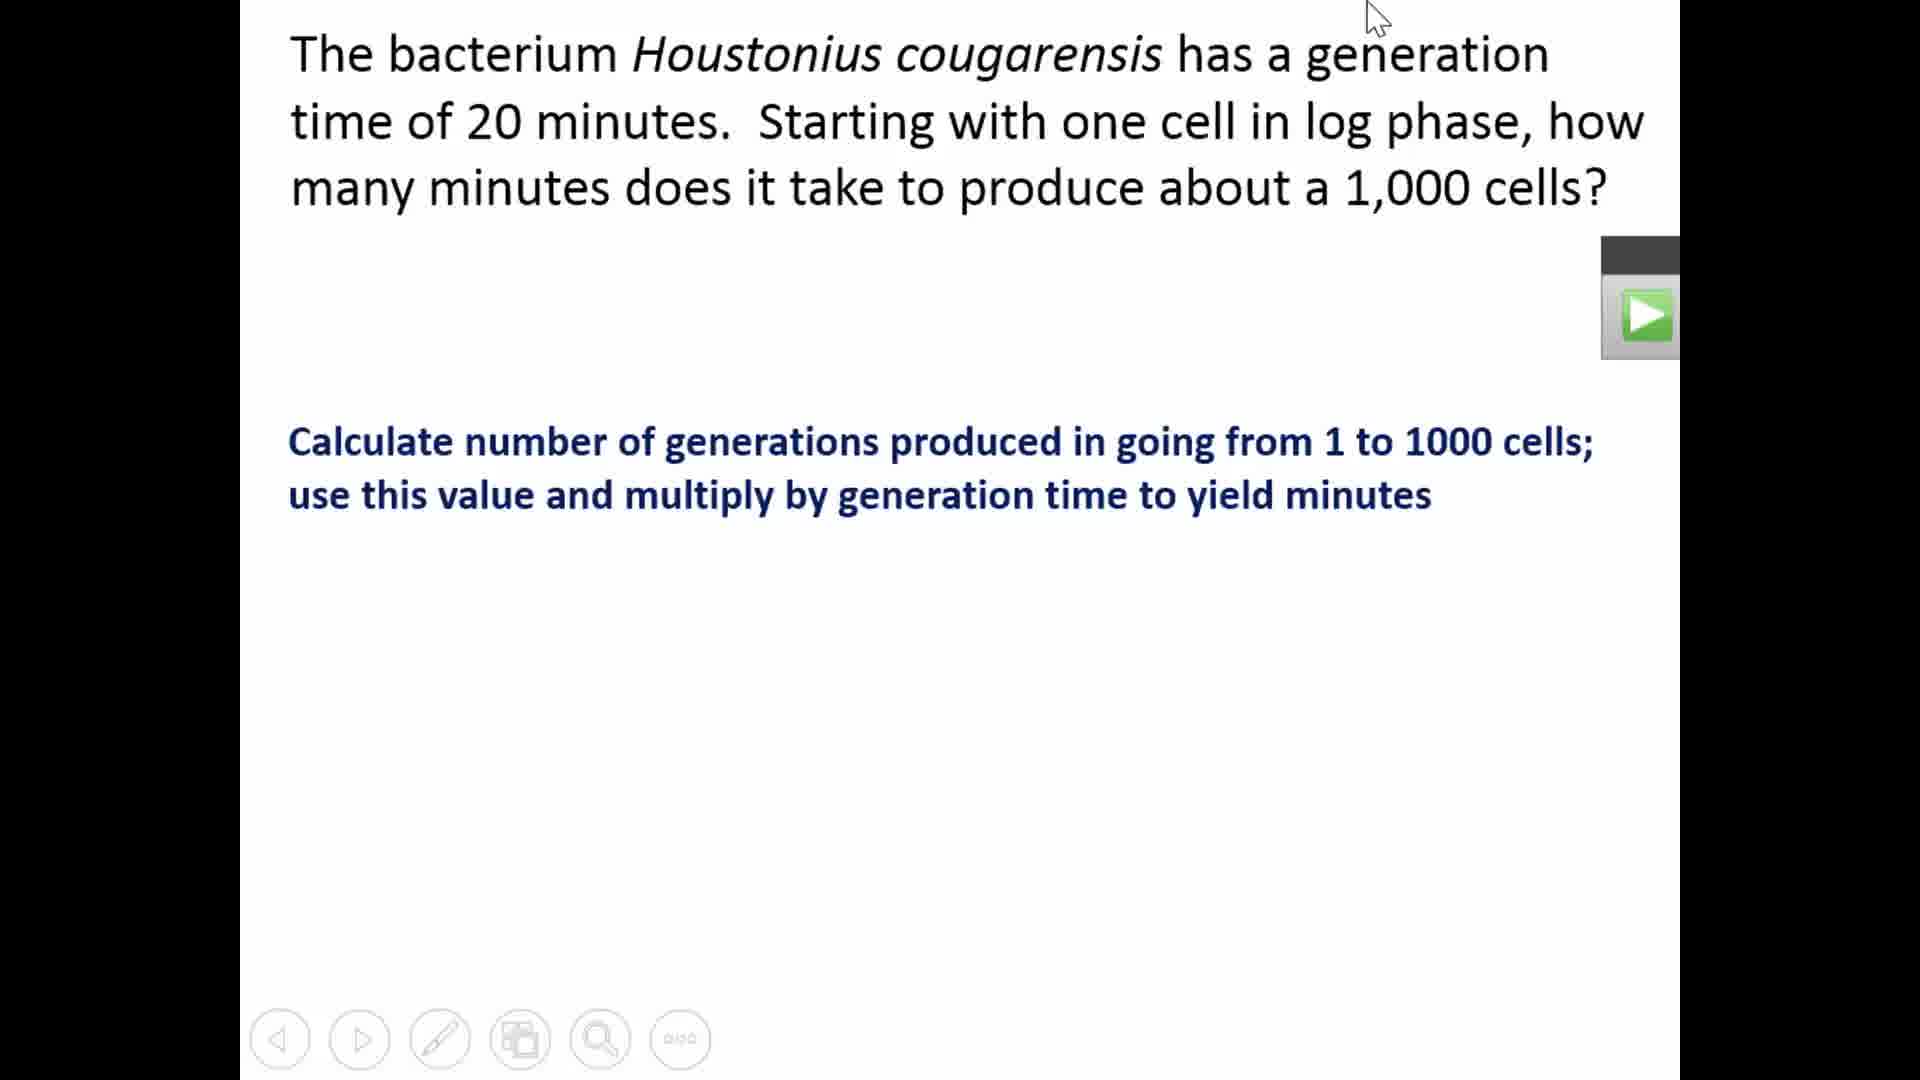 The bacterium Houstonius cougarensis has a generation
time of 20 minutes.  Starting with one cell in log phase, how
many minutes does it take to produce about a 1,000 cells?
Calculate number of generations produced in going from 1 to 1000 cells;
use this value and multiply by generation time to yield minutes